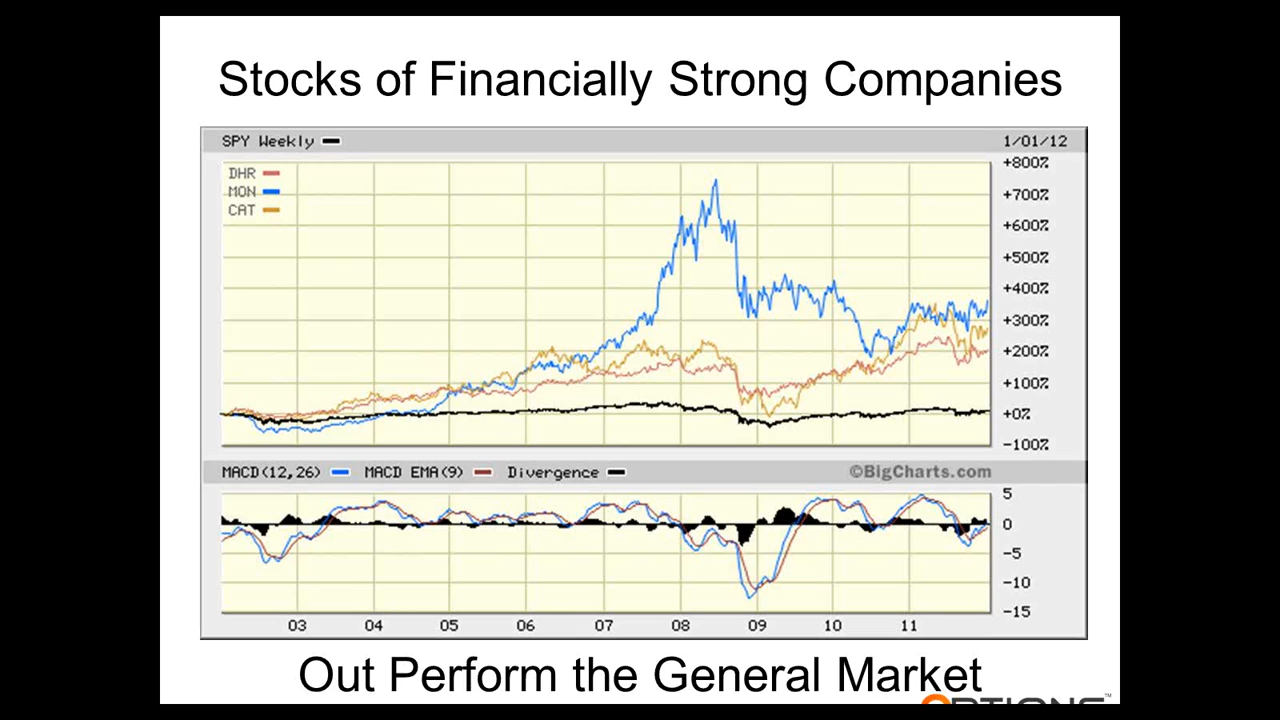 Stocks of Financially Strong Companies
SPY Weekly 1/01/12
DHR
MON
CAT
+800%
+700%
+600%
+500%
+400%
+300%
+200%
+100%
+0%
-100%
MACD(12,26) MACD EMA(9) Divergence ©BigCharts.com
5
0
-5
-10
-15
03 04 05 06 07 08 09 10 11
Out Perform the General Market
OPTIONS™